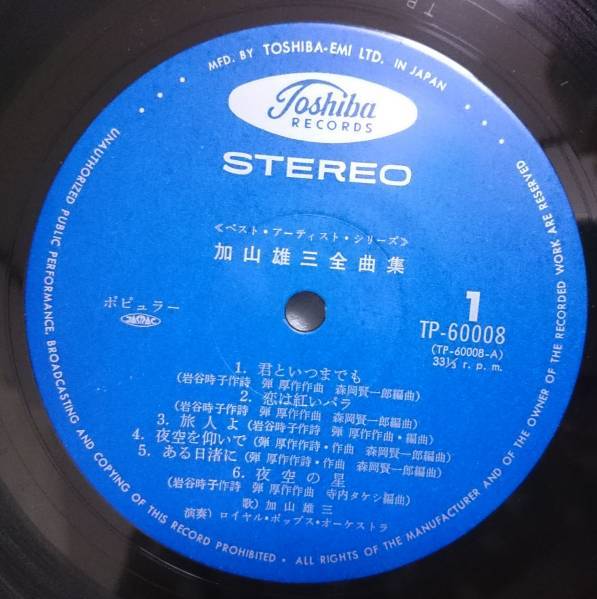 MFD. BY TOSHIBA-EMI LTD. IN JAPAN
Toshiba
RECORDS
STEREO
≪ベスト・アーティスト・シリーズ≫
加山雄三全曲集
ポピュラー
JASRAC
1
TP-60008
(TP-60008-A)
33⅓ r. p. m.
1. 君といつまでも
(岩谷時子作詩 弾 厚作作曲 森岡賢一郎編曲)
2. 恋は紅いバラ
(岩谷時子作詩 弾 厚作作曲 森岡賢一郎編曲)
3. 旅人よ(岩谷時子作詩 弾 厚作作曲・編曲)
4. 夜空を仰いで(弾 厚作作詩・作曲 森岡賢一郎編曲)
5. ある日渚に(弾 厚作作詩・作曲 森岡賢一郎編曲)
6. 夜空の星
(岩谷時子作詩 弾 厚作作曲 寺内タケシ編曲)
歌) 加山雄三
演奏) ロイヤル・ポップス・オーケストラ
UNAUTHORIZED PUBLIC PERFORMANCE, BROADCASTING AND COPYING OF THIS RECORD PROHIBITED • ALL RIGHTS OF THE MANUFACTURER AND OF THE OWNER OF THE RECORDED WORK ARE RESERVED